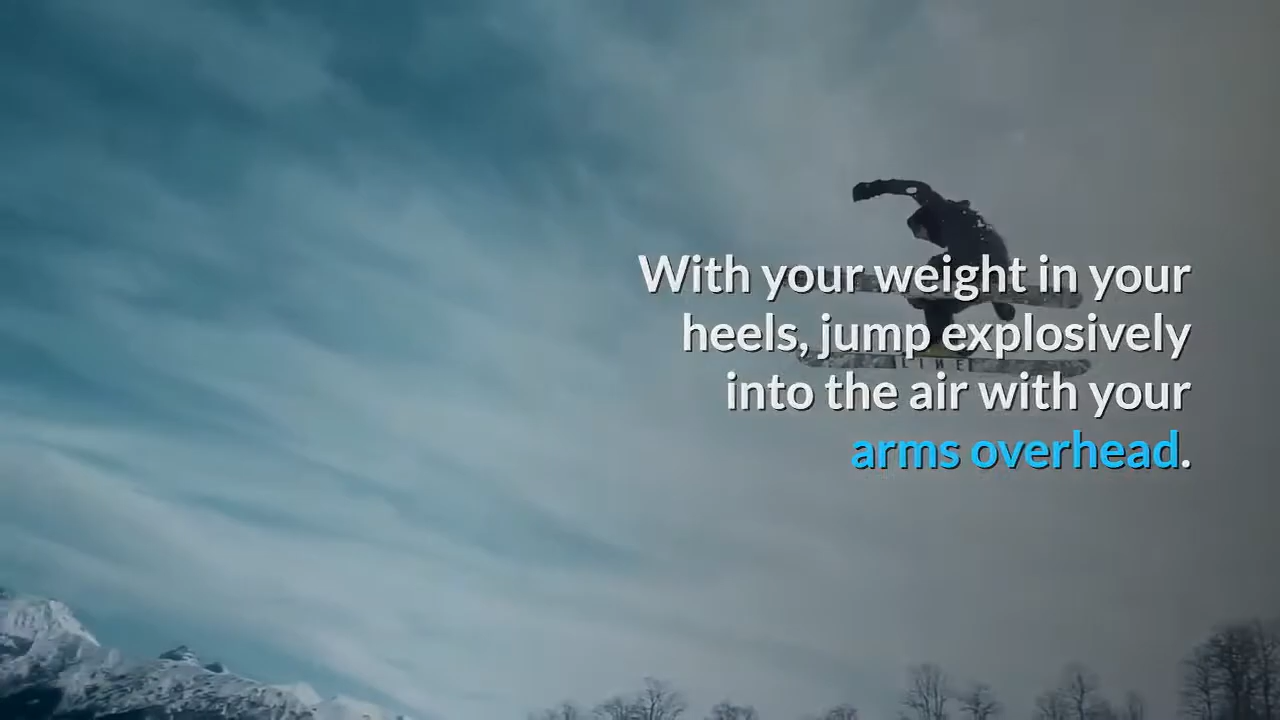 With your weight in your
heels, jump explosively
into the air with your
arms overhead.